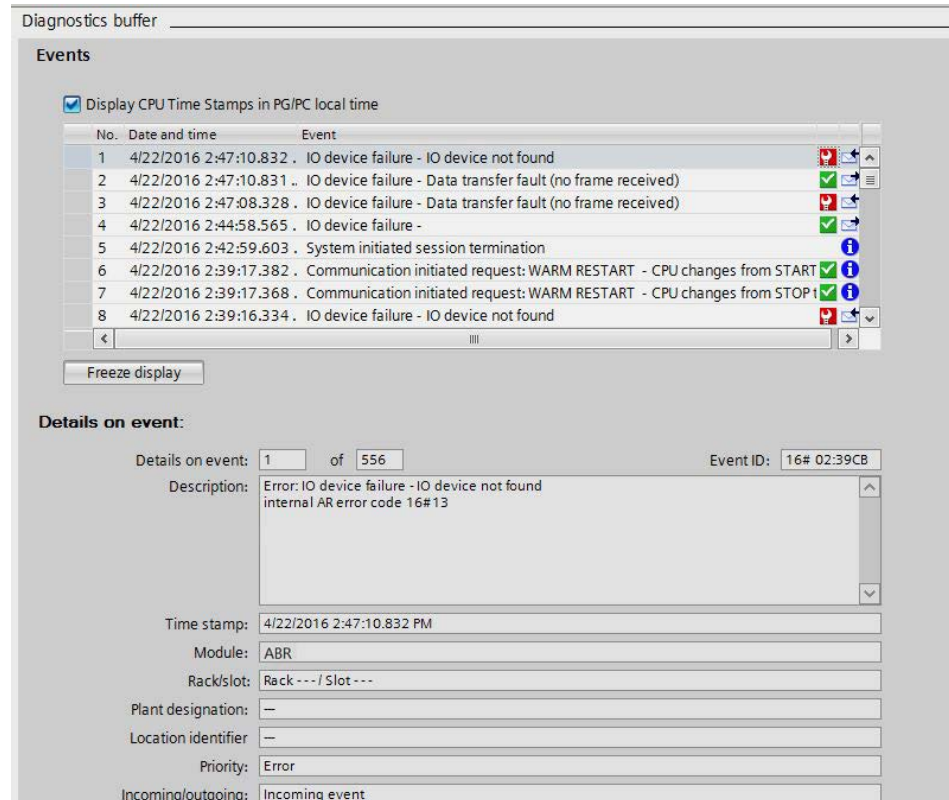 Diagnostics buffer
Events
Display CPU Time Stamps in PG/PC local time
No. Date and time Event
1 4/22/2016 2:47:10.832 . IO device failure - IO device not found
2 4/22/2016 2:47:10.831 .. IO device failure - Data transfer fault (no frame received)
3 4/22/2016 2:47:08.328 . IO device failure - Data transfer fault (no frame received)
4 4/22/2016 2:44:58.565 . IO device failure -
5 4/22/2016 2:42:59.603 . System initiated session termination
6 4/22/2016 2:39:17.382 . Communication initiated request: WARM RESTART - CPU changes from START
7 4/22/2016 2:39:17.368 . Communication initiated request: WARM RESTART - CPU changes from STOP t
8 4/22/2016 2:39:16.334 . IO device failure - IO device not found
Freeze display
Details on event:
Details on event: 1 of 556 Event ID: 16# 02:39CB
Description: Error: IO device failure - IO device not found
internal AR error code 16#13
Time stamp: 4/22/2016 2:47:10.832 PM
Module: ABR
Rack/slot: Rack - - - / Slot - - -
Plant designation: ---
Location identifier ---
Priority: Error
Incoming/outgoing: Incoming event